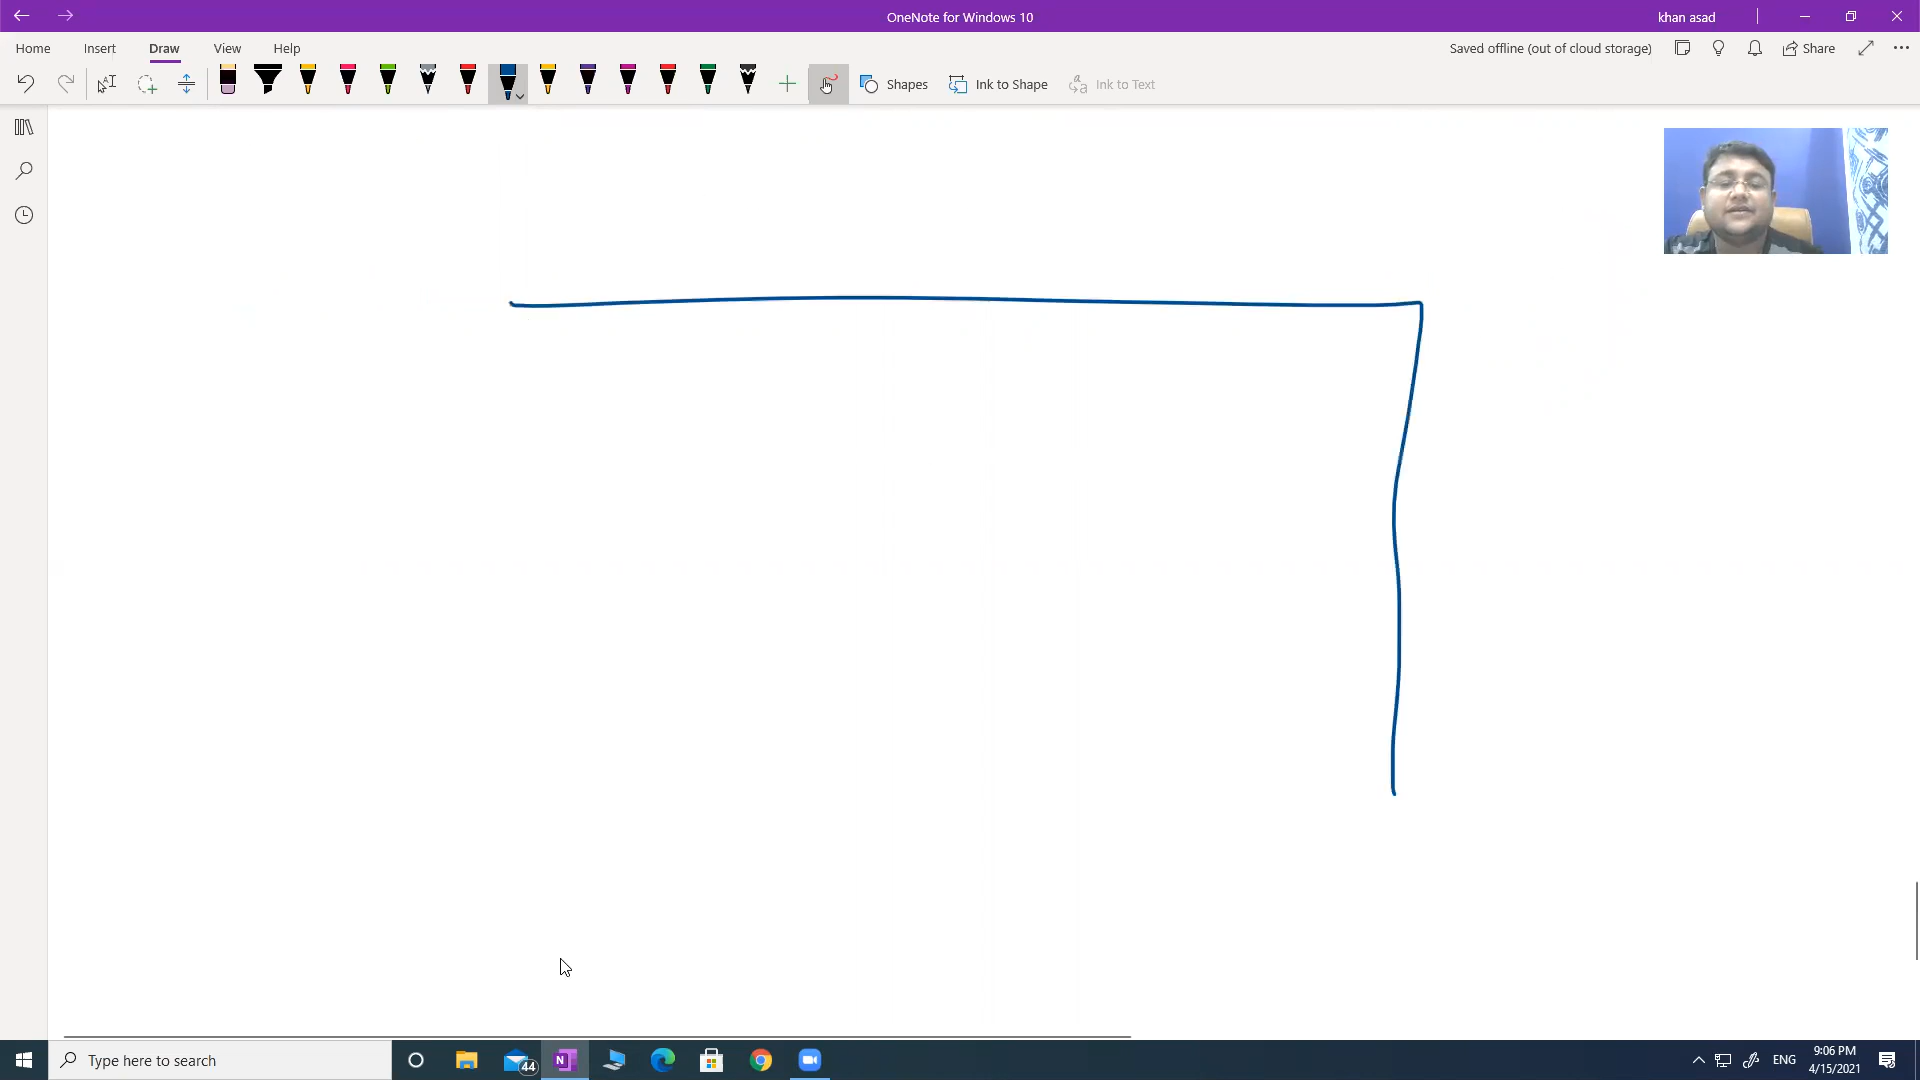 OneNote for Windows 10
khan asad
Home Insert Draw View Help
Saved offline (out of cloud storage)
Share
Shapes
Ink to Shape
Ink to Text
Type here to search
44
N
ENG
9:06 PM
4/15/2021